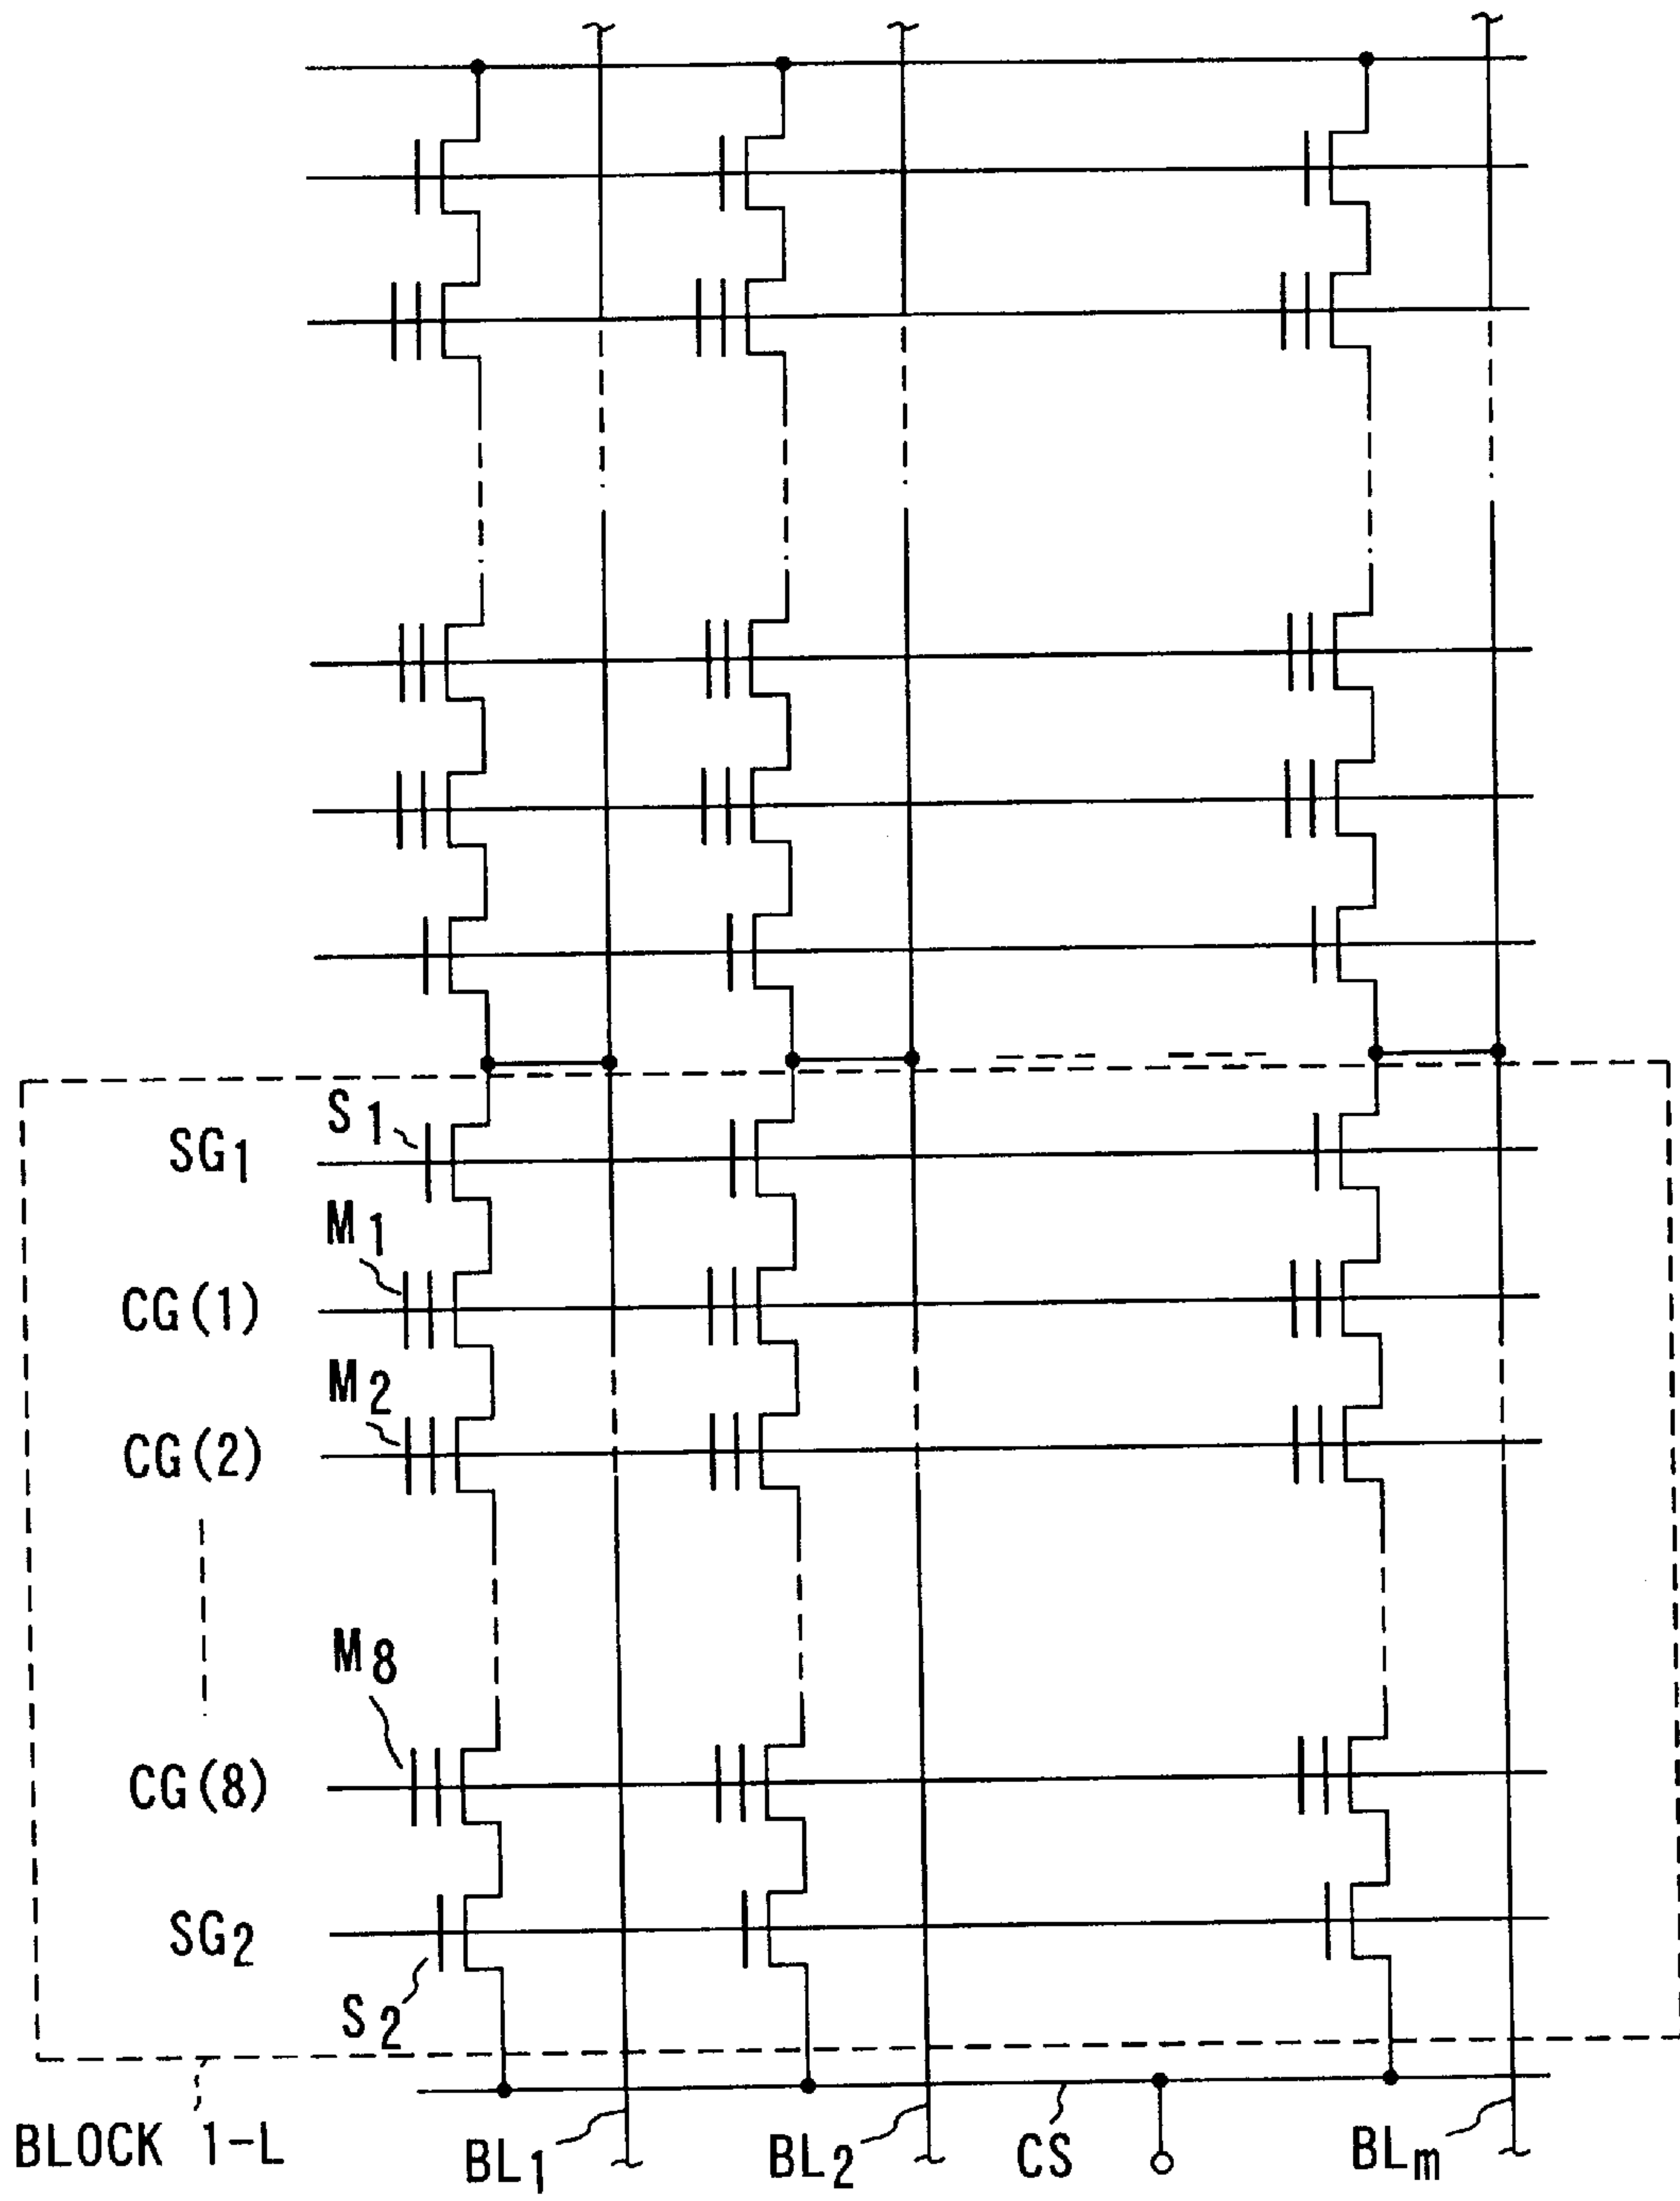 S1
SG1
M1
CG(1)
M2
CG(2)
M8
CG(8)
SG2
S2
BLOCK 1-L
BL1
BL2
CS
BLm